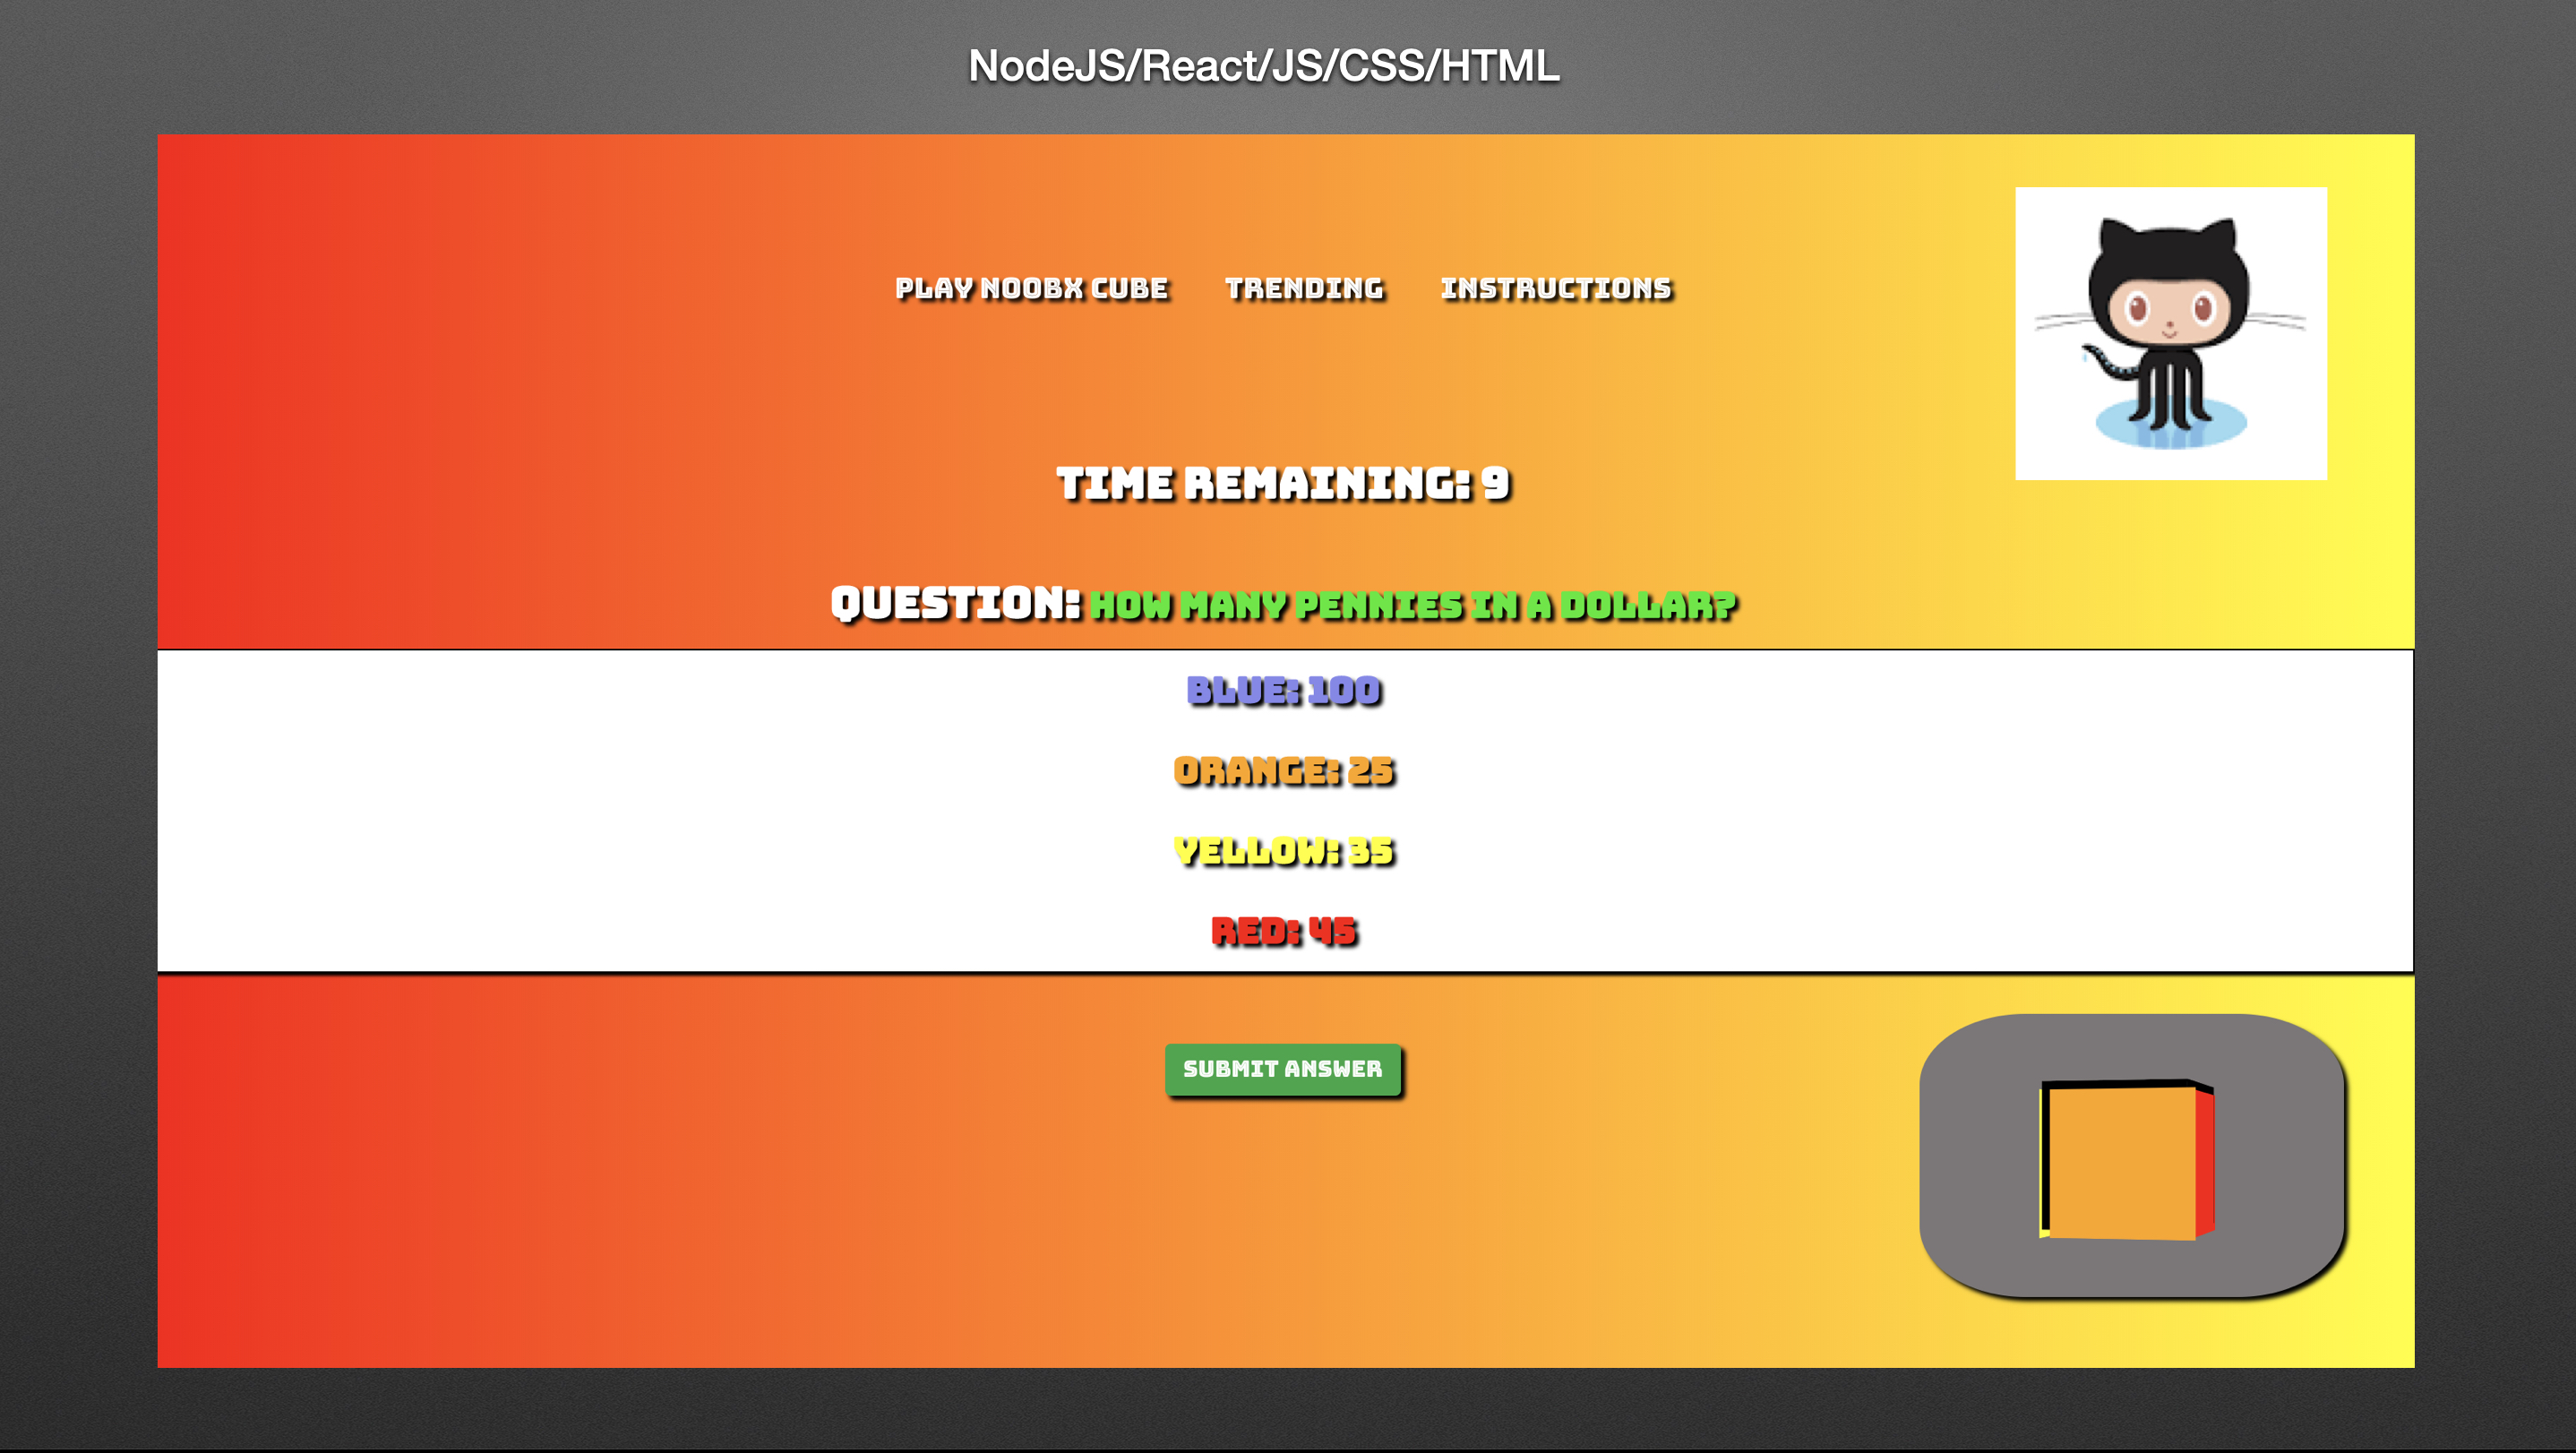 NodeJS/React/JS/CSS/HTML
PLAY NOOBX CUBE TRENDING INSTRUCTIONS
TIME REMAINING: 9
QUESTION: HOW MANY PENNIES IN A DOLLAR?
BLUE: 100
ORANGE: 25
YELLOW: 35
RED: 45
SUBMIT ANSWER